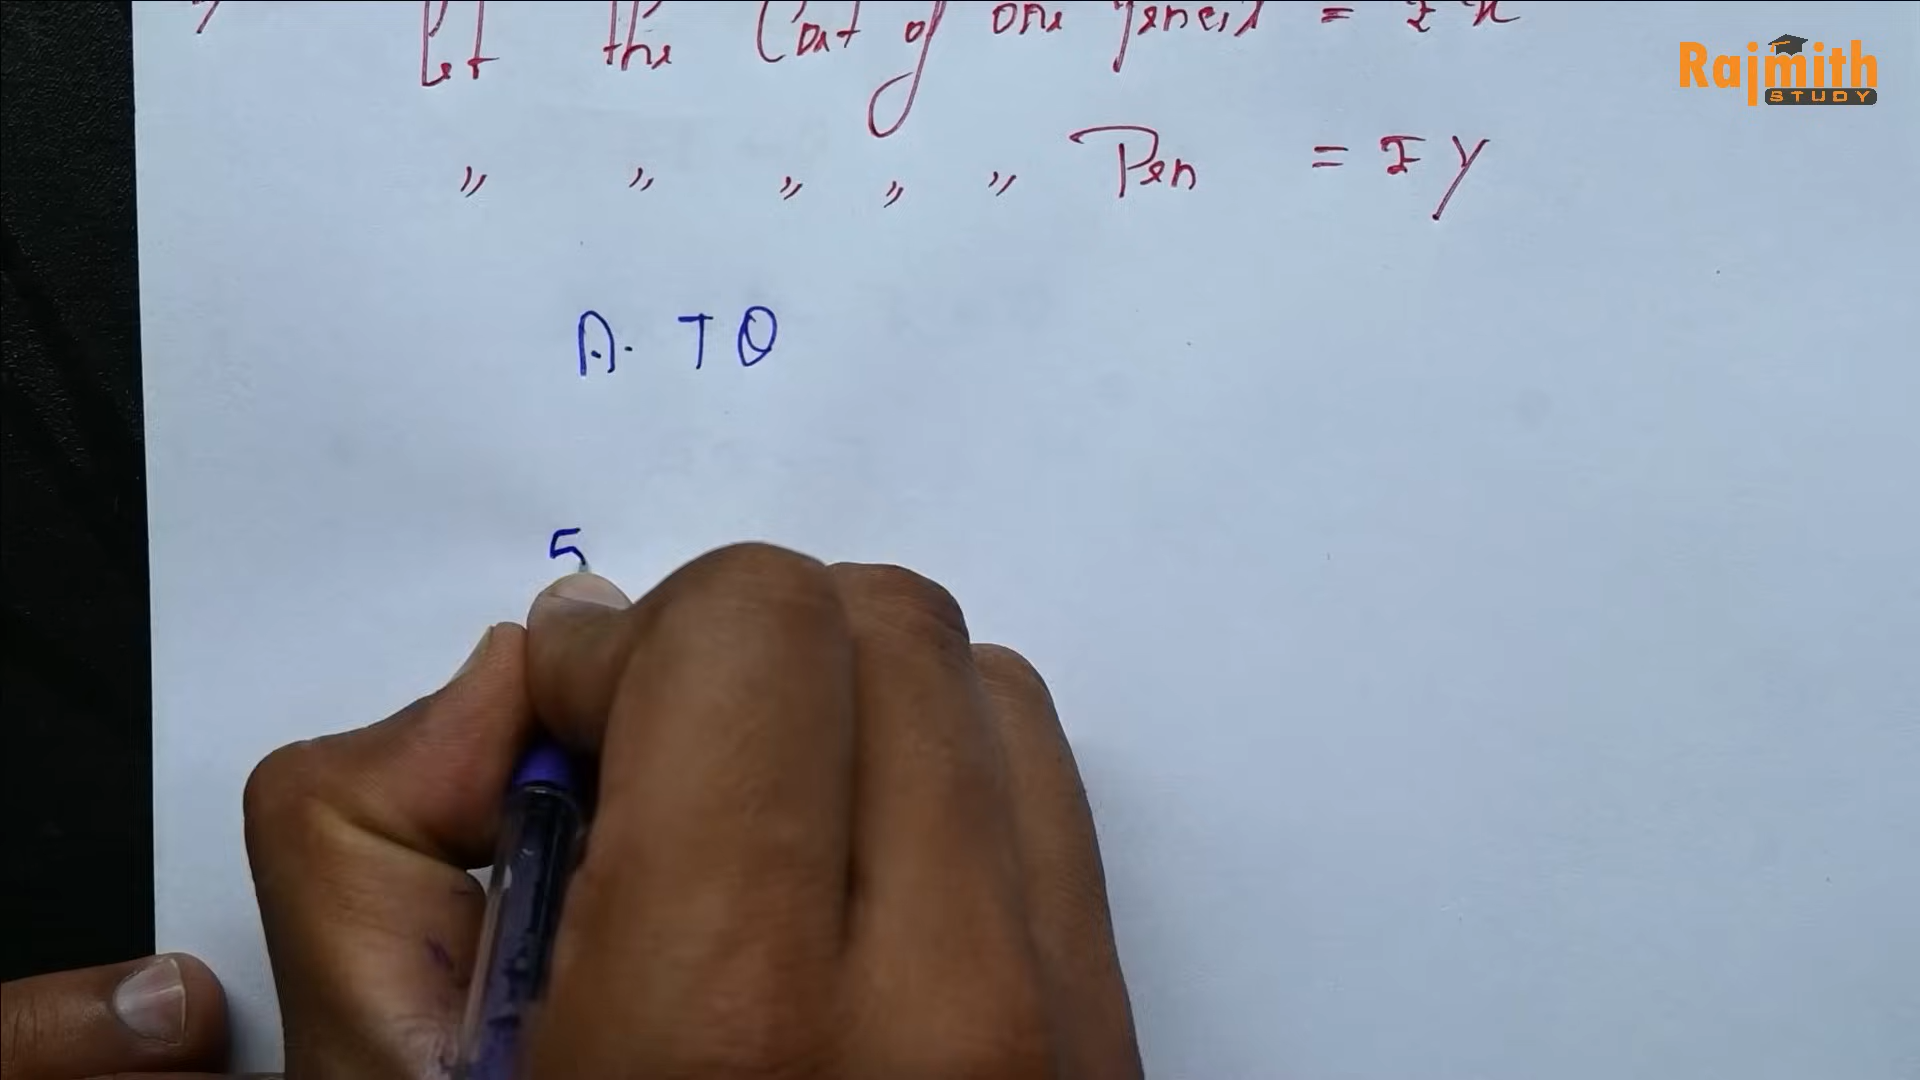 Let the Cost of one pencil = ₹ x
" " " " " Pen = ₹ y
A. T Q
5
Rajmith
STUDY